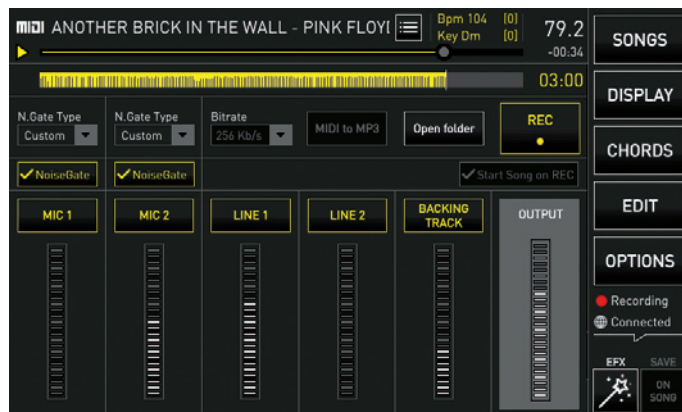 MIDI ANOTHER BRICK IN THE WALL - PINK FLOYI
Bpm 104 [0]
Key Dm [0]
79.2
-00:34
03:00
N.Gate Type
Custom
N.Gate Type
Custom
Bitrate
256 Kb/s
MIDI to MP3
Open folder
REC
NoiseGate
NoiseGate
Start Song on REC
MIC 1
MIC 2
LINE 1
LINE 2
BACKING
TRACK
OUTPUT
SONGS
DISPLAY
CHORDS
EDIT
OPTIONS
Recording
Connected
EFX
SAVE
ON
SONG